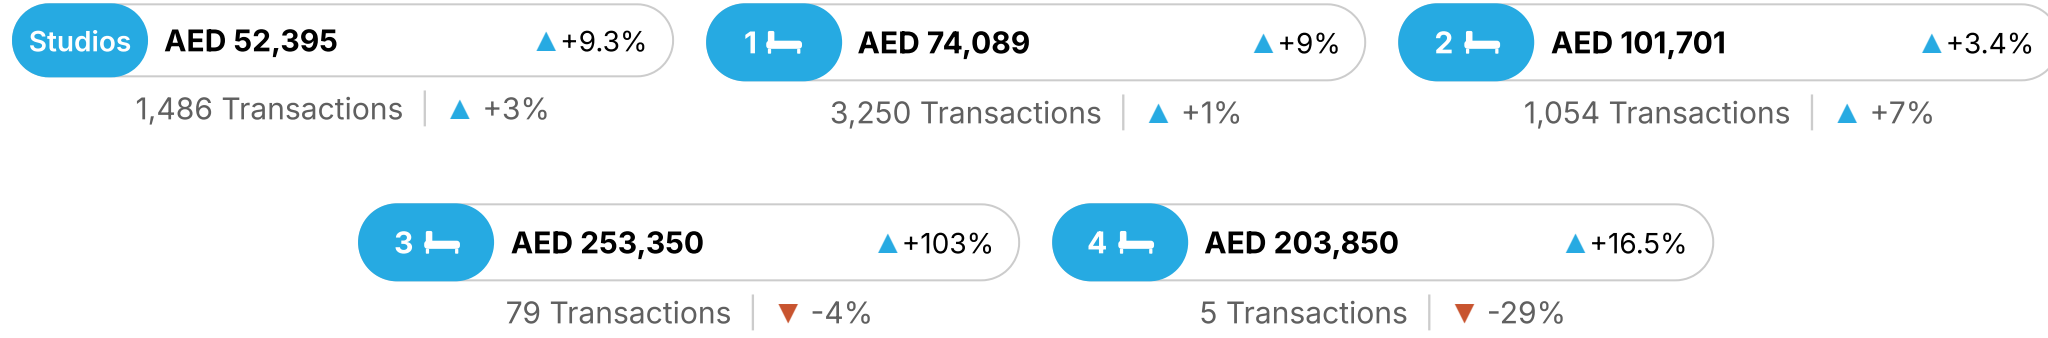 Studios AED 52,395 ▲+9.3%
1,486 Transactions | ▲ +3%
1 AED 74,089 ▲+9%
3,250 Transactions | ▲ +1%
2 AED 101,701 ▲+3.4%
1,054 Transactions | ▲ +7%
3 AED 253,350 ▲+103%
79 Transactions | ▼ -4%
4 AED 203,850 ▲+16.5%
5 Transactions | ▼ -29%